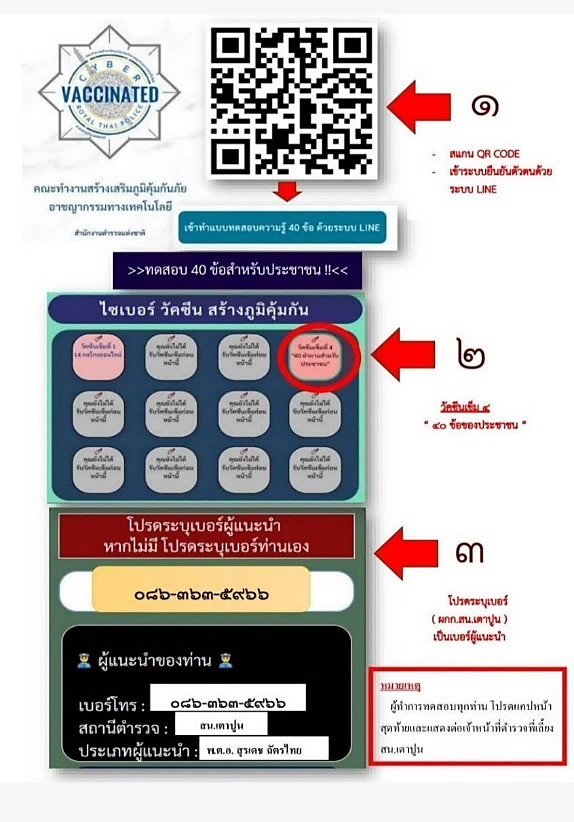 CYBER
VACCINATED
ROYAL THAI POLICE
คณะทำงานสร้างเสริมภูมิคุ้มกันภัย
อาชญากรรมทางเทคโนโลยี
สำนักงานตำรวจแห่งชาติ
๑
- สแกน QR CODE
- เข้าระบบยืนยันตัวตนด้วย
ระบบ LINE
เข้าทำแบบทดสอบความรู้ 40 ข้อ ด้วยระบบ LINE
>>ทดสอบ 40 ข้อสำหรับประชาชน !!<<
ไซเบอร์ วัคซีน สร้างภูมิคุ้มกัน
วัคซีนเข็มที่ 1
14 กลโกงออนไลน์
คุณยังไม่ได้
รับวัคซีนเข็มก่อน
หน้านี้
คุณยังไม่ได้
รับวัคซีนเข็มก่อน
หน้านี้
วัคซีนเข็มที่ 4
"40 คำถามสำหรับ
ประชาชน"
คุณยังไม่ได้
รับวัคซีนเข็มก่อน
หน้านี้
คุณยังไม่ได้
รับวัคซีนเข็มก่อน
หน้านี้
คุณยังไม่ได้
รับวัคซีนเข็มก่อน
หน้านี้
คุณยังไม่ได้
รับวัคซีนเข็มก่อน
หน้านี้
คุณยังไม่ได้
รับวัคซีนเข็มก่อน
หน้านี้
คุณยังไม่ได้
รับวัคซีนเข็มก่อน
หน้านี้
คุณยังไม่ได้
รับวัคซีนเข็มก่อน
หน้านี้
คุณยังไม่ได้
รับวัคซีนเข็มก่อน
หน้านี้
๒
วัคซีนเข็ม ๔
" ๔๐ ข้อของประชาชน "
โปรดระบุเบอร์ผู้แนะนำ
หากไม่มี โปรดระบุเบอร์ท่านเอง
๐๘๖-๓๖๓-๕๙๖๖
๓
โปรดระบุเบอร์
( ผกก.สน.เตาปูน )
เป็นเบอร์ผู้แนะนำ
ผู้แนะนำของท่าน
เบอร์โทร : ๐๘๖-๓๖๓-๕๙๖๖
สถานีตำรวจ : สน.เตาปูน
ประเภทผู้แนะนำ : พ.ต.อ. สุรเดช ฉัตรไทย
หมายเหตุ
ผู้ทำการทดสอบทุกท่าน โปรดแคปหน้า
สุดท้ายและแสดงต่อเจ้าหน้าที่ตำรวจพี่เลี้ยง
สน.เตาปูน